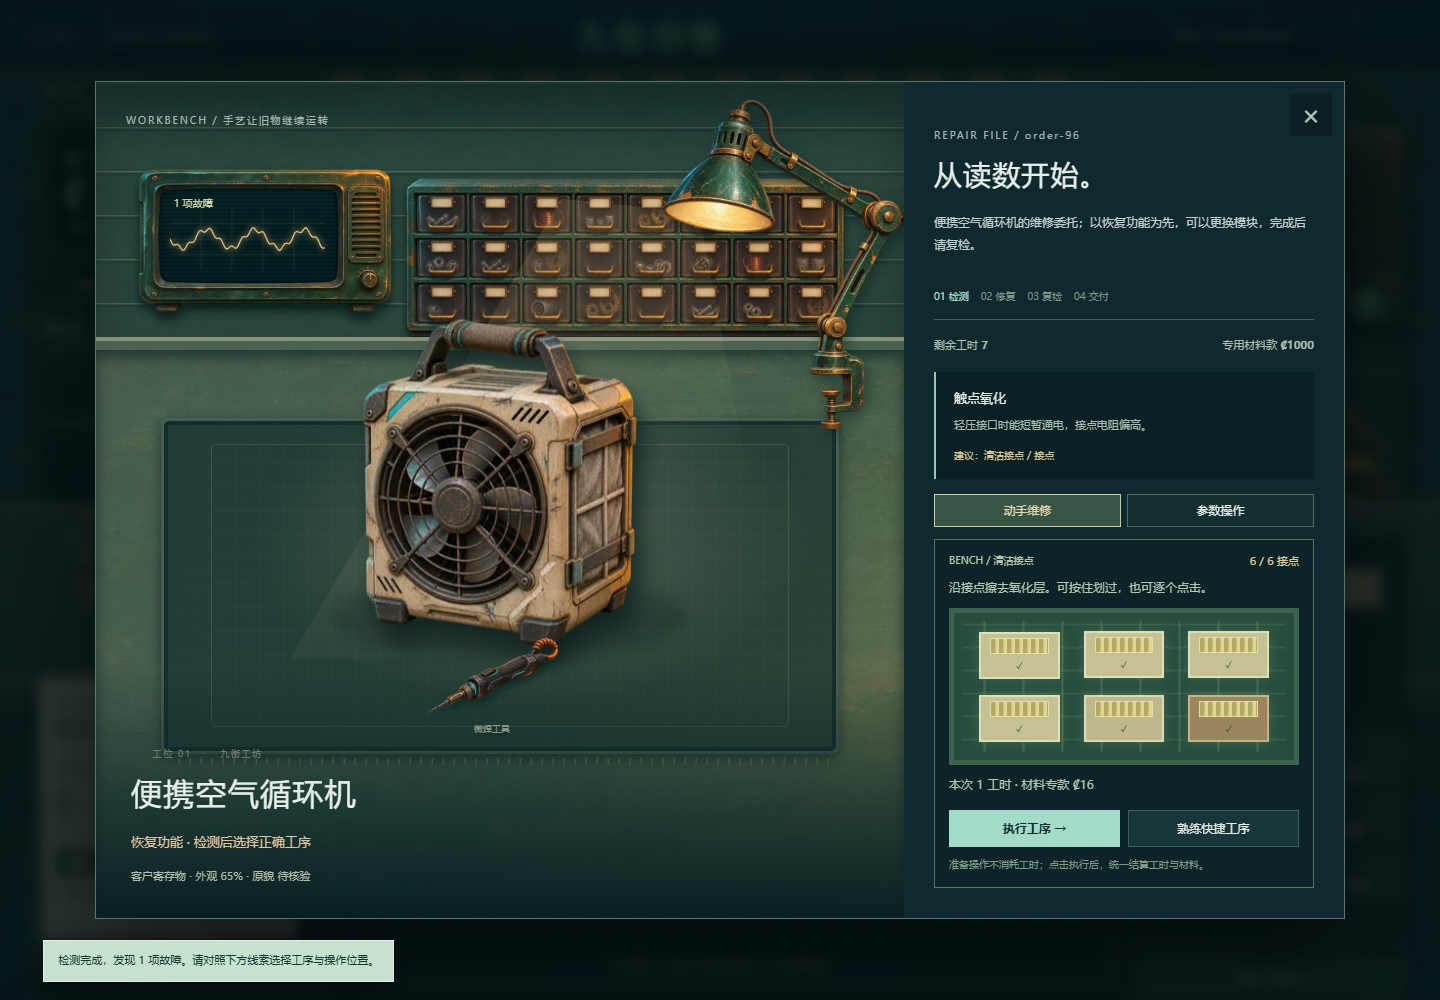 WORKBENCH / 手艺让旧物继续运转
1 项故障
微焊工具
工位 01 九衔工坊
便携空气循环机
恢复功能 · 检测后选择正确工序
客户寄存物 · 外观 65% · 原貌 待核验
REPAIR FILE / order-96
×
从读数开始。
便携空气循环机的维修委托；以恢复功能为先，可以更换模块，完成后
请复检。
01 检测 02 修复 03 复检 04 交付
剩余工时 7
专用材料款 ₡1000
触点氧化
轻压接口时能短暂通电，接点电阻偏高。
建议：清洁接点 / 接点
动手维修
参数操作
BENCH / 清洁接点
6 / 6 接点
沿接点擦去氧化层。可按住划过，也可逐个点击。
✓ ✓ ✓
✓ ✓ ✓
本次 1 工时 · 材料专款 ₡16
执行工序 →
熟练快捷工序
准备操作不消耗工时；点击执行后，统一结算工时与材料。
检测完成，发现 1 项故障。请对照下方线索选择工序与操作位置。